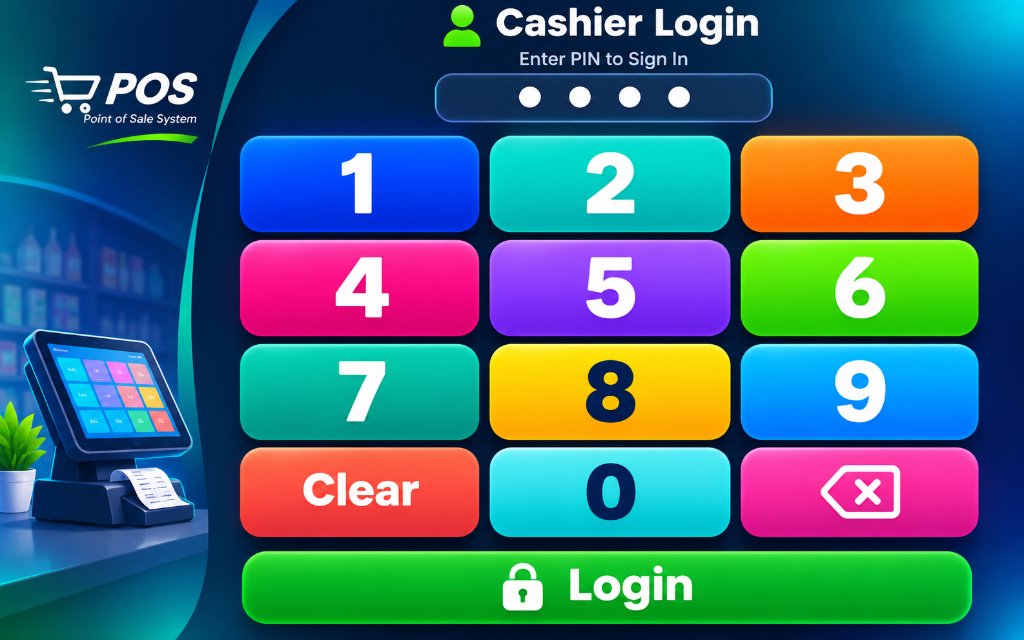 Cashier Login
Enter PIN to Sign In
POS
Point of Sale System
1 2 3
4 5 6
7 8 9
Clear 0
Login